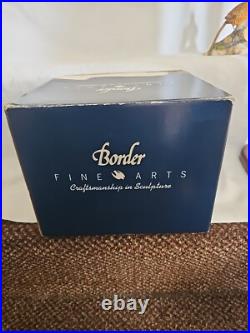 Border
FINE ARTS
Craftsmanship in Sculpture